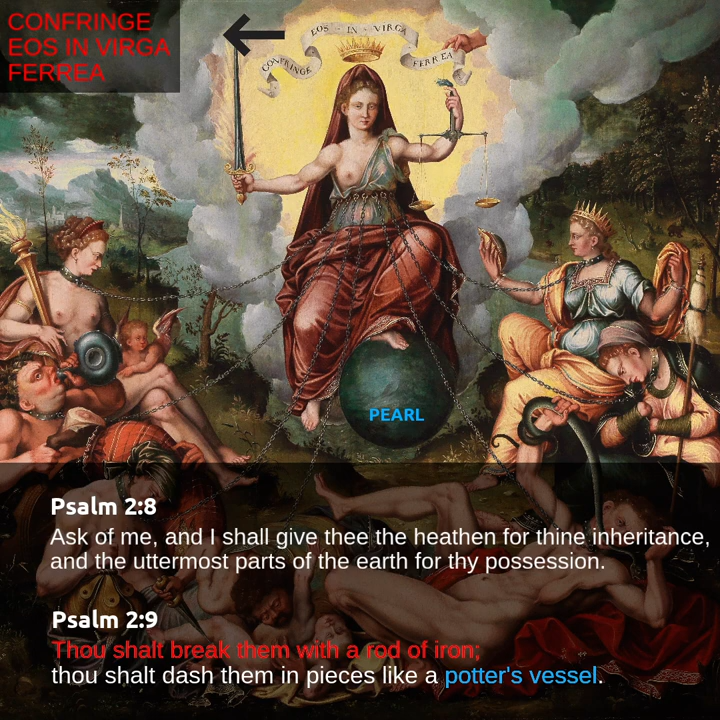 CONFRINGE
EOS IN VIRGA
FERREA
CONFRINGE EOS · IN · VIRGA FERREA
PEARL
Psalm 2:8
Ask of me, and I shall give thee the heathen for thine inheritance,
and the uttermost parts of the earth for thy possession.
Psalm 2:9
Thou shalt break them with a rod of iron;
thou shalt dash them in pieces like a potter's vessel.